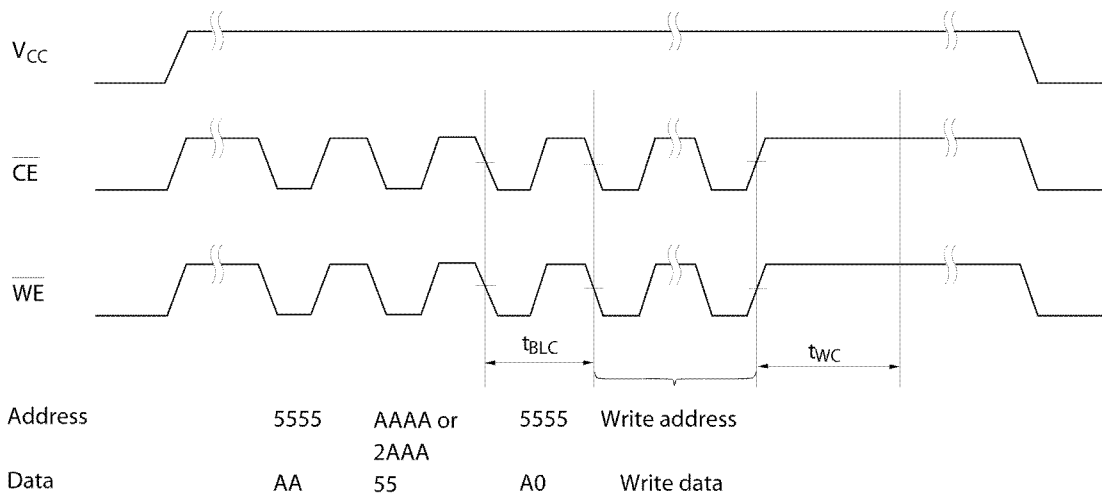 VCC
CE
WE
tBLC
tWC
Address 5555 AAAA or 5555 Write address
2AAA
Data AA 55 A0 Write data